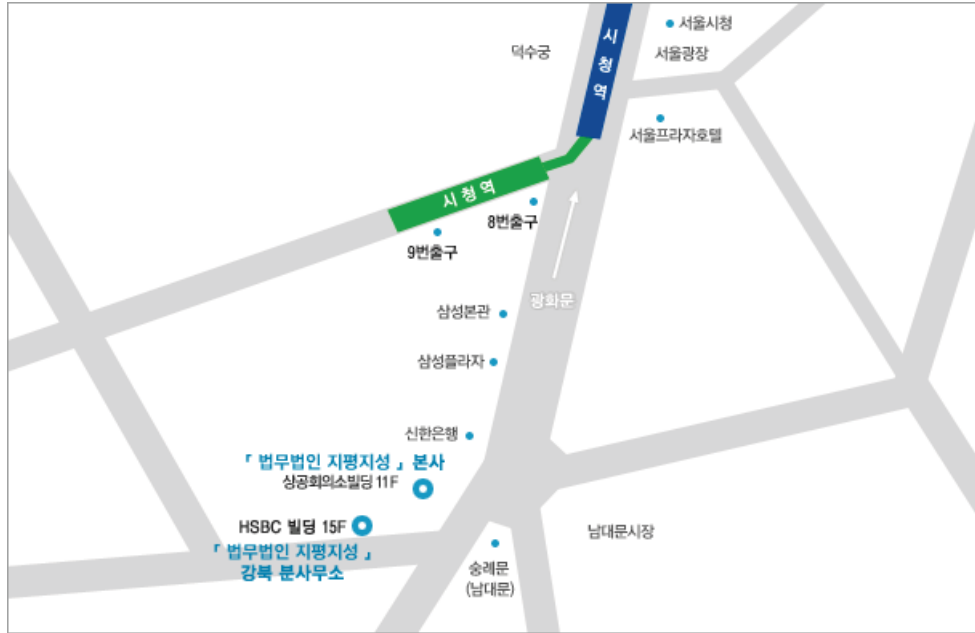 서울시청
덕수궁
서울광장
시청역
서울프라자호텔
시청역
8번출구
9번출구
광화문
삼성본관
삼성플라자
신한은행
「 법무법인 지평지성 」 본사
상공회의소빌딩 11F
HSBC 빌딩 15F
「 법무법인 지평지성 」
강북 분사무소
남대문시장
숭례문
(남대문)